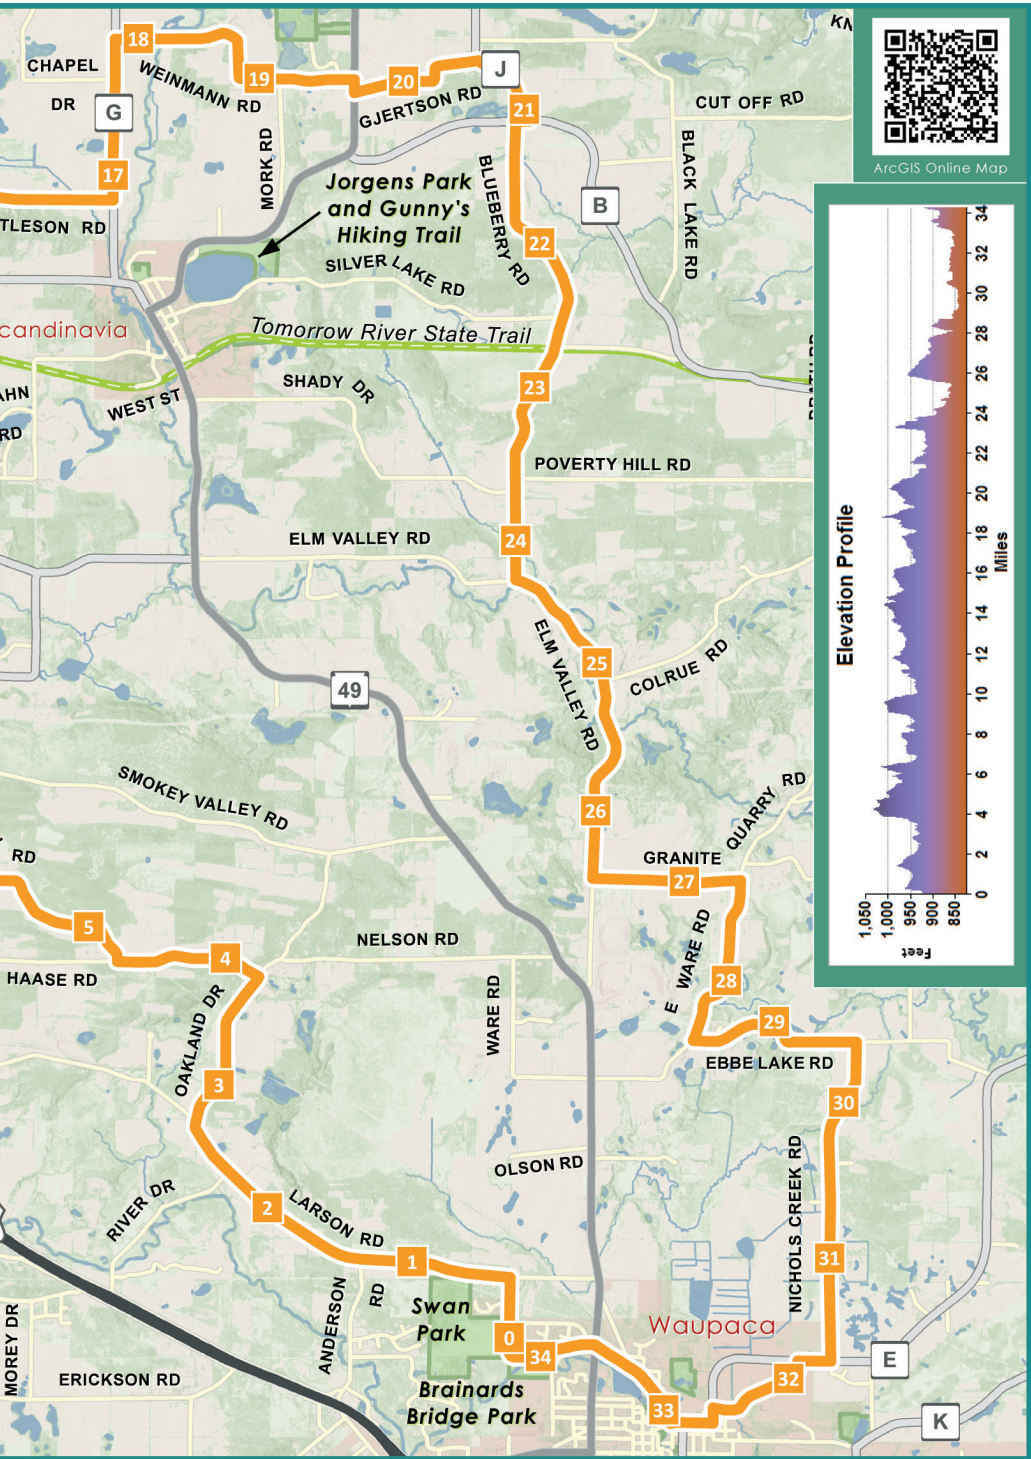 18
CHAPEL
DR
WEINMANN RD
19
20
J
GJERTSON RD
21
KN
CUT OFF RD
ArcGIS Online Map
G
17
MORK RD
BLACK LAKE RD
BLUEBERRY RD
B
Jorgens Park
and Gunny's
Hiking Trail
TLESON RD
22
SILVER LAKE RD
candinavia
Tomorrow River State Trail
SHADY DR
23
AHN
WEST ST
RD
POVERTY HILL RD
24
ELM VALLEY RD
ELM VALLEY RD
25
COLRUE RD
49
SMOKEY VALLEY RD
26
QUARRY RD
GRANITE
27
RD
5
NELSON RD
4
HAASE RD
E WARE RD
28
WARE RD
OAKLAND DR
29
EBBE LAKE RD
3
30
OLSON RD
NICHOLS CREEK RD
RIVER DR
2
LARSON RD
1
31
ANDERSON
RD
Swan
Park
0
34
Waupaca
E
MOREY DR
ERICKSON RD
32
Brainards
Bridge Park
33
K
Elevation Profile
Feet
1,050
1,000
950
900
850
0
2
4
6
8
10
12
14
16
18
20
22
24
26
28
30
32
34
Miles